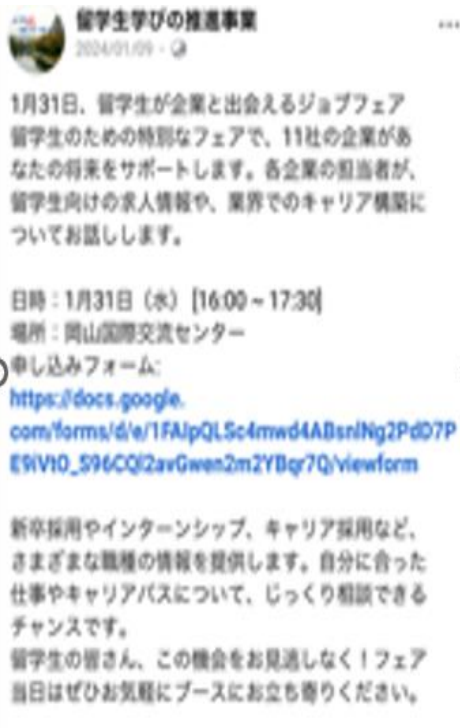 留学生学びの推進事業
2024/01/09
1月31日、留学生が企業と出会えるジョブフェア
留学生のための特別なフェアで、11社の企業があ
なたの将来をサポートします。各企業の担当者が、
留学生向けの求人情報や、業界でのキャリア構築に
ついてお話しします。
日時：1月31日（水） [16:00 ~ 17:30]
場所：岡山国際交流センター
申し込みフォーム:
https://docs.google.
com/forms/d/e/
/viewform
新卒採用やインターンシップ、キャリア採用など、
さまざまな職種の情報を提供します。自分に合った
仕事やキャリアパスについて、じっくり相談できる
チャンスです。
留学生の皆さん、この機会をお見逃しなく！フェア
当日はぜひお気軽にブースにお立ち寄りください。